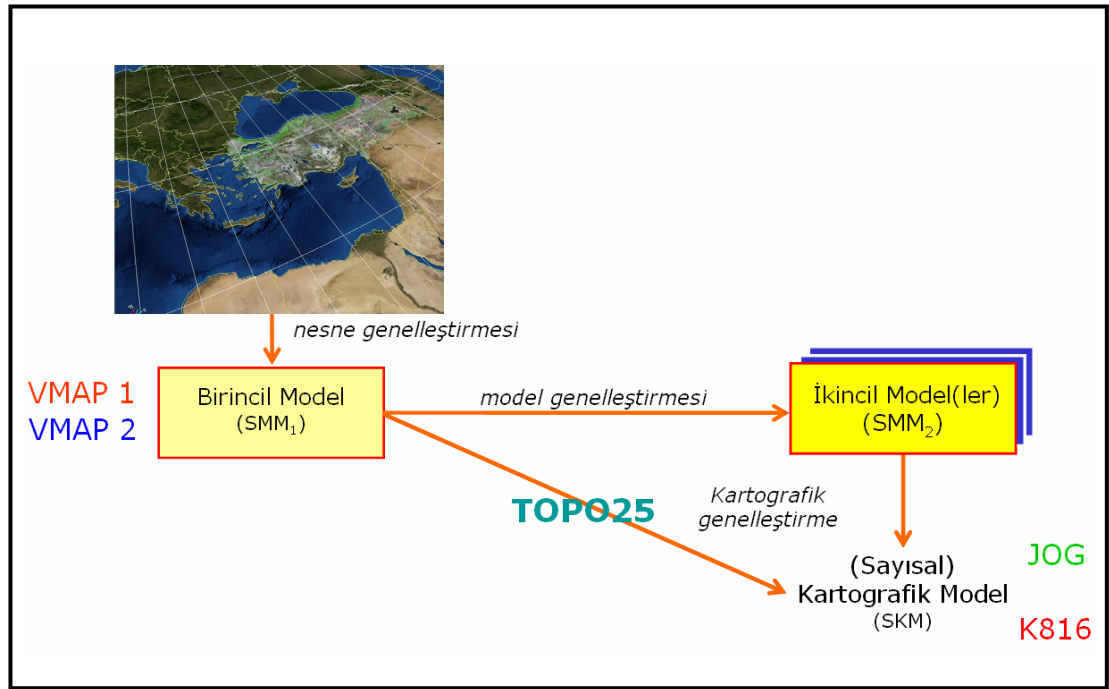 nesne genelleştirmesi
VMAP 1
VMAP 2
Birincil Model
(SMM₁)
model genelleştirmesi
İkincil Model(ler)
(SMM₂)
TOPO25
Kartografik
genelleştirme
(Sayısal)
Kartografik Model
(SKM)
JOG
K816